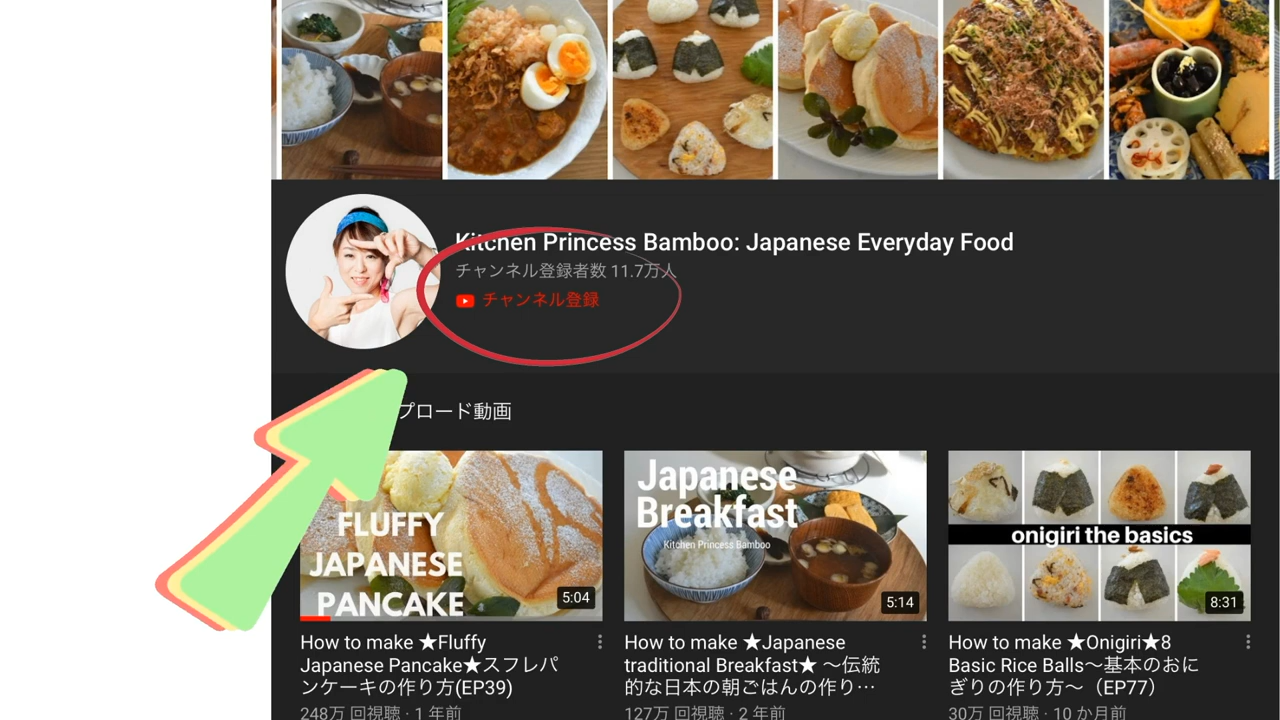 Kitchen Princess Bamboo: Japanese Everyday Food
チャンネル登録者数 11.7万人
チャンネル登録
プロード動画
FLUFFY
JAPANESE
PANCAKE
5:04
How to make ★Fluffy
Japanese Pancake★スフレパ
ンケーキの作り方(EP39)
248万 回視聴 · 1 年前
Japanese
Breakfast
Kitchen Princess Bamboo
5:14
How to make ★Japanese
traditional Breakfast★ 〜伝統
的な日本の朝ごはんの作り…
127万 回視聴 · 2 年前
onigiri the basics
8:31
How to make ★Onigiri★8
Basic Rice Balls〜基本のおに
ぎりの作り方〜（EP77）
30万 回視聴 · 10 か月前